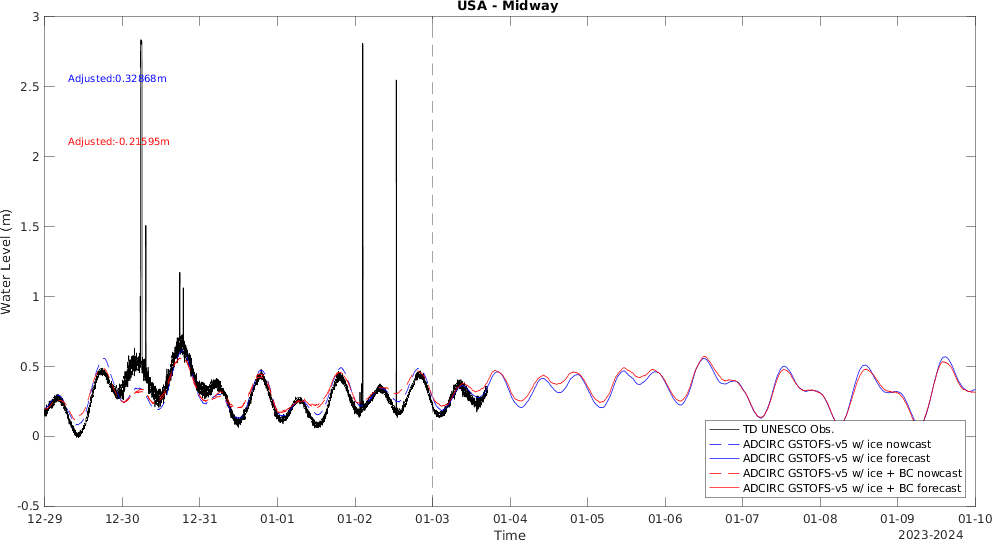 USA - Midway
3
2.5
2
1.5
1
0.5
0
-0.5
Water Level (m)
Adjusted:0.32868m
Adjusted:-0.21595m
TD UNESCO Obs.
ADCIRC GSTOFS-v5 w/ ice nowcast
ADCIRC GSTOFS-v5 w/ ice forecast
ADCIRC GSTOFS-v5 w/ ice + BC nowcast
ADCIRC GSTOFS-v5 w/ ice + BC forecast
12-29 12-30 12-31 01-01 01-02 01-03 01-04 01-05 01-06 01-07 01-08 01-09 01-10
Time
2023-2024